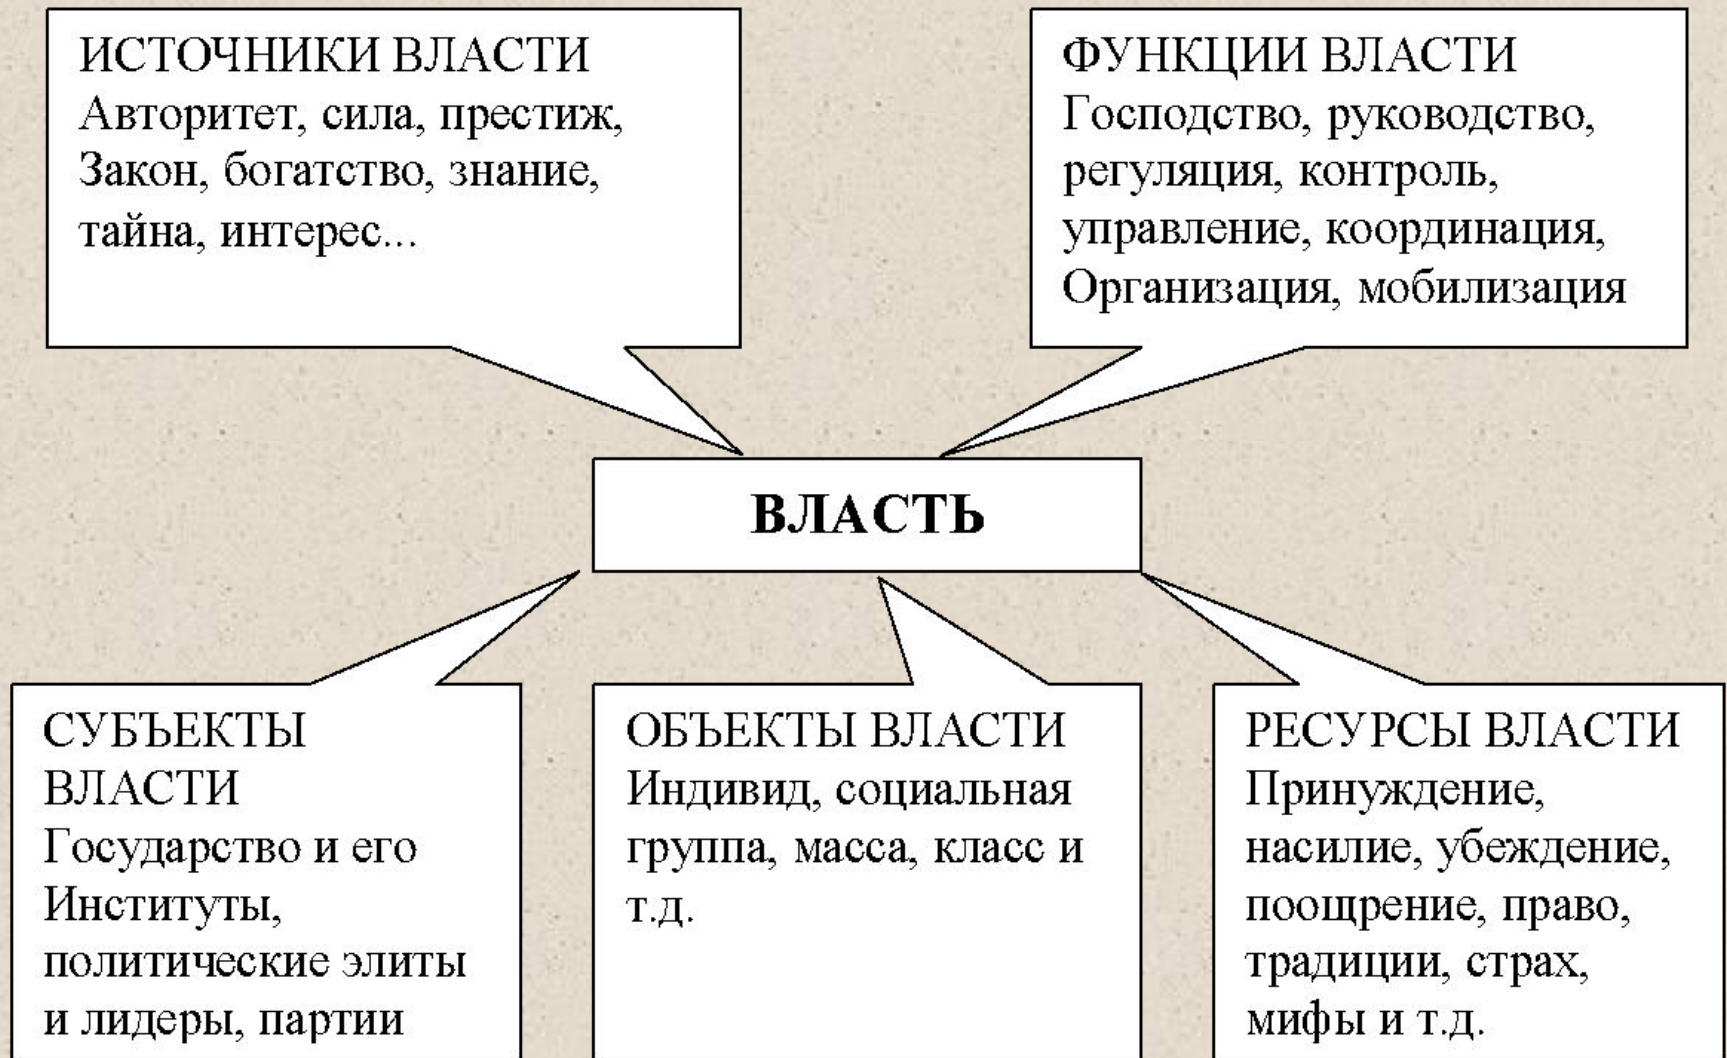 ИСТОЧНИКИ ВЛАСТИ
Авторитет, сила, престиж,
Закон, богатство, знание,
тайна, интерес...
ФУНКЦИИ ВЛАСТИ
Господство, руководство,
регуляция, контроль,
управление, координация,
Организация, мобилизация
ВЛАСТЬ
СУБЪЕКТЫ
ВЛАСТИ
Государство и его
Институты,
политические элиты
и лидеры, партии
ОБЪЕКТЫ ВЛАСТИ
Индивид, социальная
группа, масса, класс и
т.д.
РЕСУРСЫ ВЛАСТИ
Принуждение,
насилие, убеждение,
поощрение, право,
традиции, страх,
мифы и т.д.